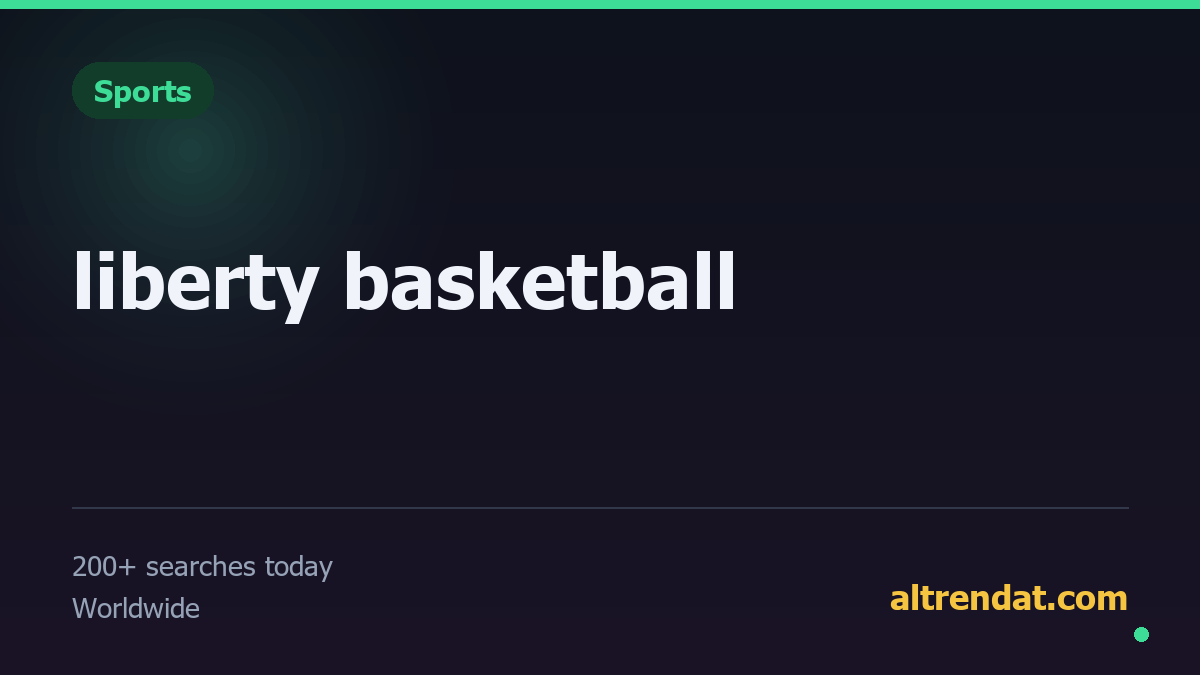 Sports
liberty basketball
200+ searches today
Worldwide
altrendat.com